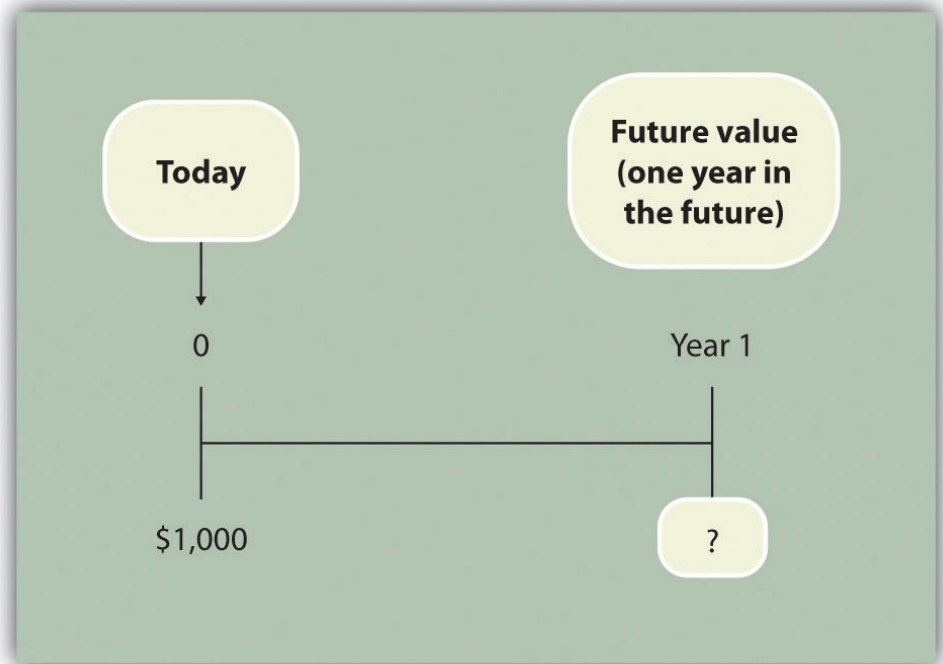 Today
Future value
(one year in
the future)
0
Year 1
$1,000
?